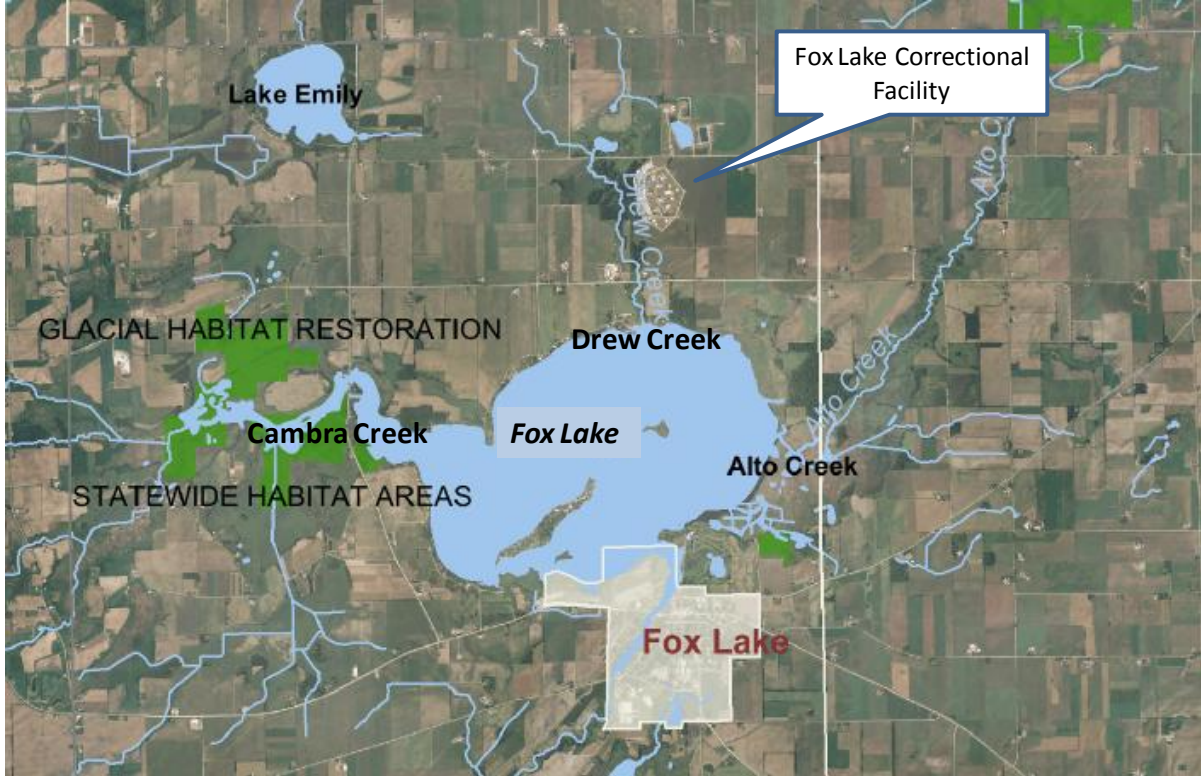 Fox Lake Correctional
Facility
Lake Emily
Alto C
Drew Creek
GLACIAL HABITAT RESTORATION
Drew Creek
Alto Creek
Cambra Creek
Fox Lake
Alto Creek
STATEWIDE HABITAT AREAS
Fox Lake